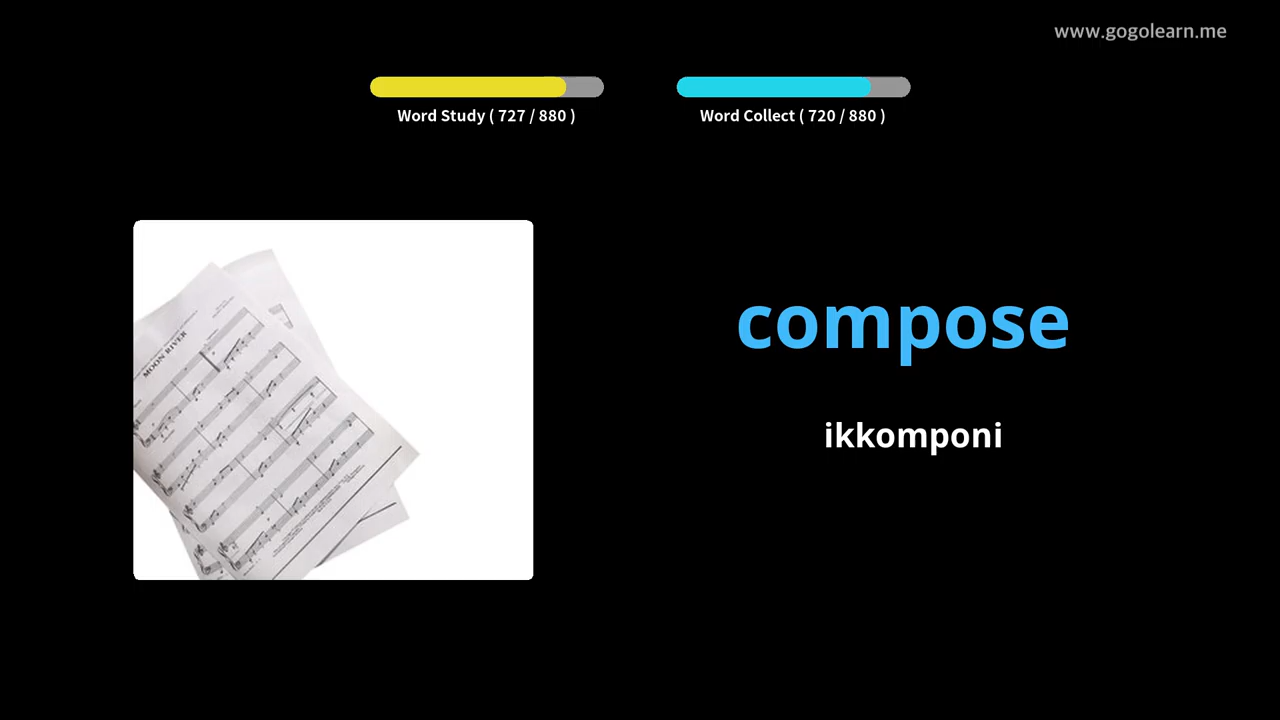 www.gogolearn.me
Word Study ( 727 / 880 )
Word Collect ( 720 / 880 )
MOON RIVER
compose
ikkomponi